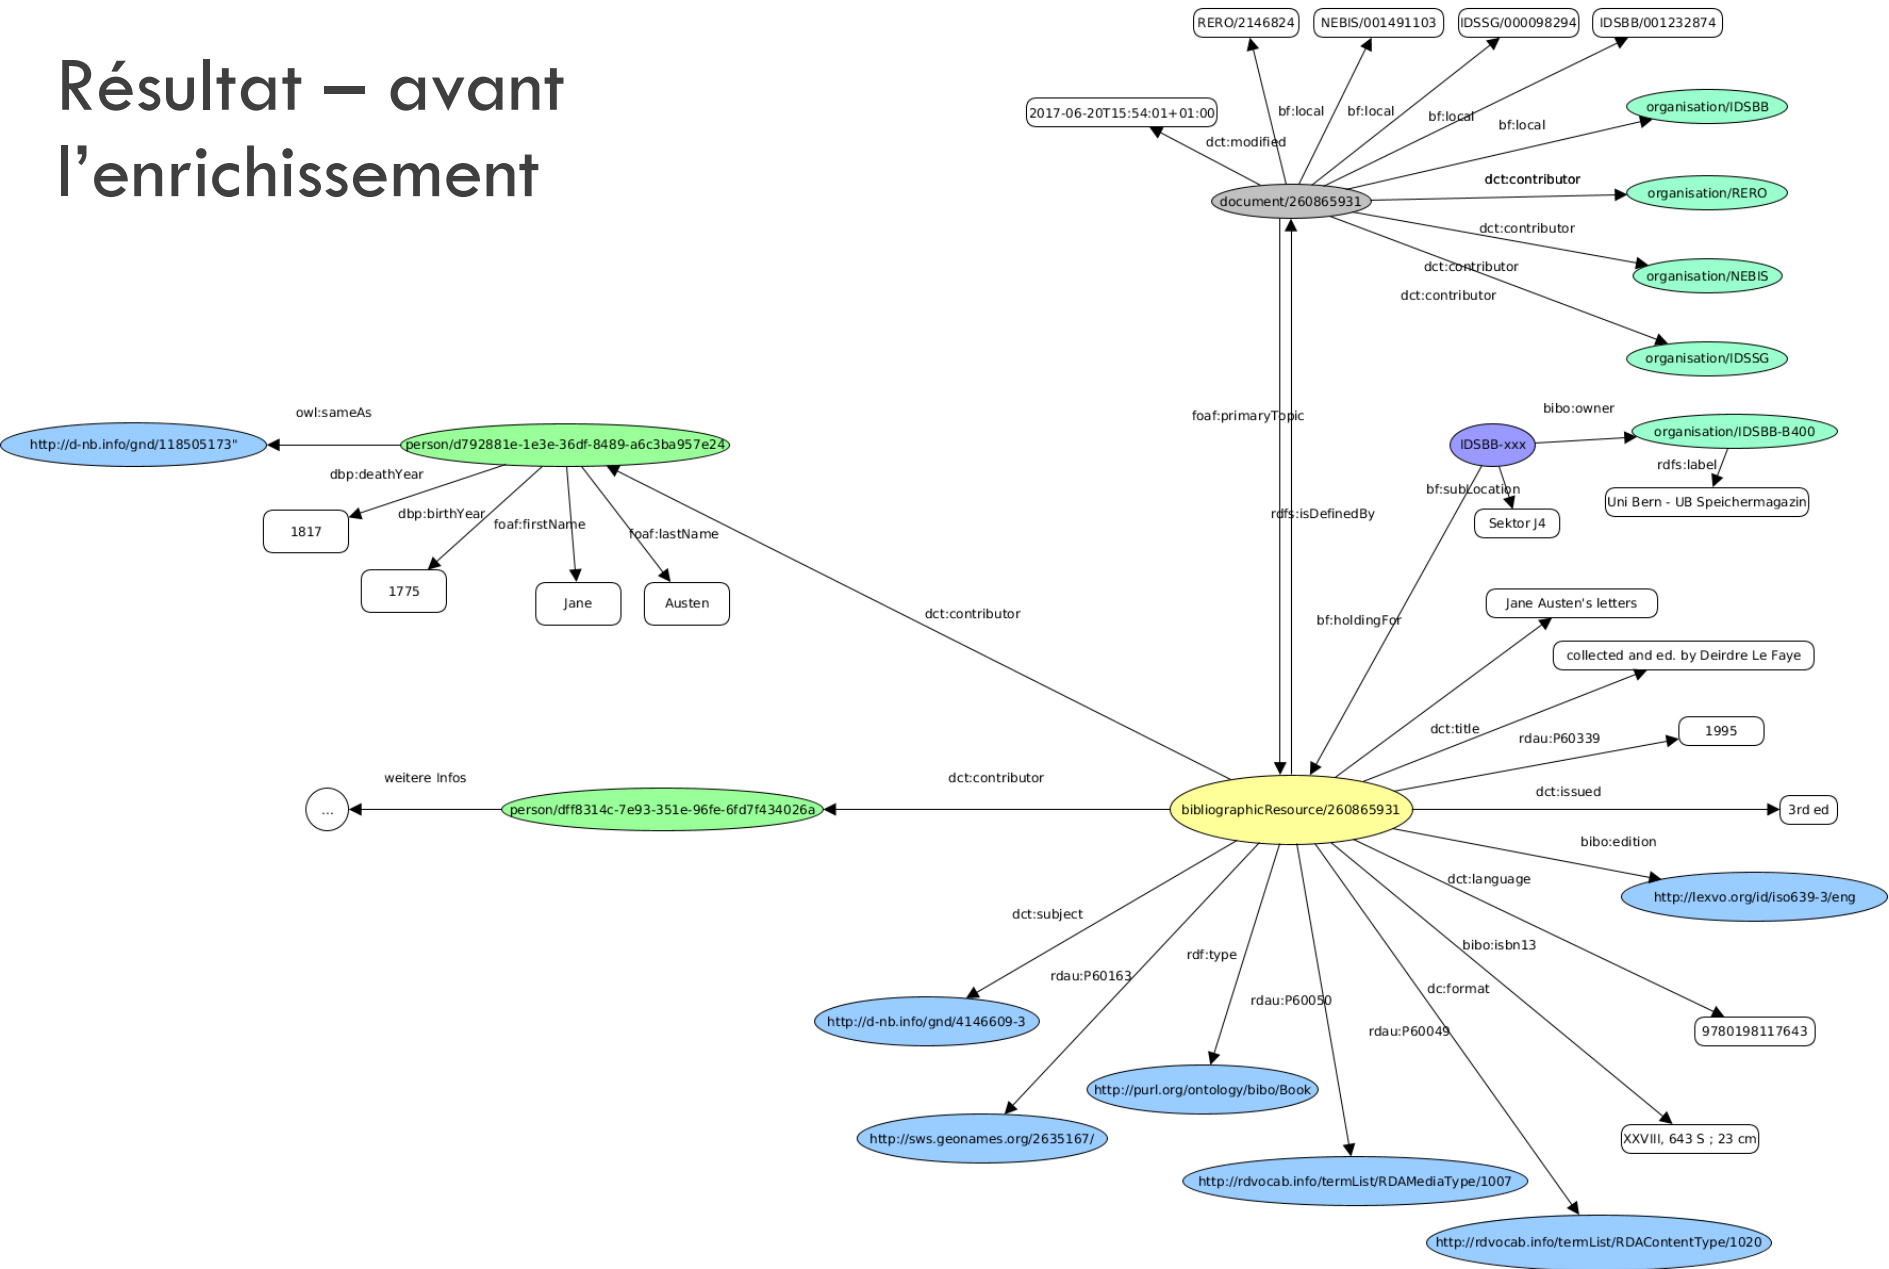 Résultat – avant
l’enrichissement
RERO/2146824
NEBIS/001491103
IDSSG/000098294
IDSBB/001232874
2017-06-20T15:54:01+01:00
bf:local
bf:local
bf:local
bf:local
organisation/IDSBB
dct:modified
dct:contributor
organisation/RERO
document/260865931
dct:contributor
dct:contributor
organisation/NEBIS
dct:contributor
organisation/IDSSG
foaf:primaryTopic
rdfs:isDefinedBy
owl:sameAs
http://d-nb.info/gnd/118505173"
person/d792881e-1e3e-36df-8489-a6c3ba957e24
dbp:deathYear
dbp:birthYear
foaf:firstName
foaf:lastName
1817
1775
Jane
Austen
bibo:owner
IDSBB-xxx
organisation/IDSBB-B400
rdfs:label
bf:subLocation
Uni Bern - UB Speichermagazin
Sektor J4
bf:holdingFor
dct:contributor
Jane Austen's letters
collected and ed. by Deirdre Le Faye
dct:title
rdau:P60339
1995
weitere Infos
dct:contributor
dct:issued
...
person/dff8314c-7e93-351e-96fe-6fd7f434026a
bibliographicResource/260865931
3rd ed
bibo:edition
dct:language
http://lexvo.org/id/iso639-3/eng
dct:subject
bibo:isbn13
rdf:type
rdau:P60163
dc:format
rdau:P60050
rdau:P60049
http://d-nb.info/gnd/4146609-3
9780198117643
http://purl.org/ontology/bibo/Book
http://sws.geonames.org/2635167/
XXVIII, 643 S ; 23 cm
http://rdvocab.info/termList/RDAMediaType/1007
http://rdvocab.info/termList/RDAContentType/1020